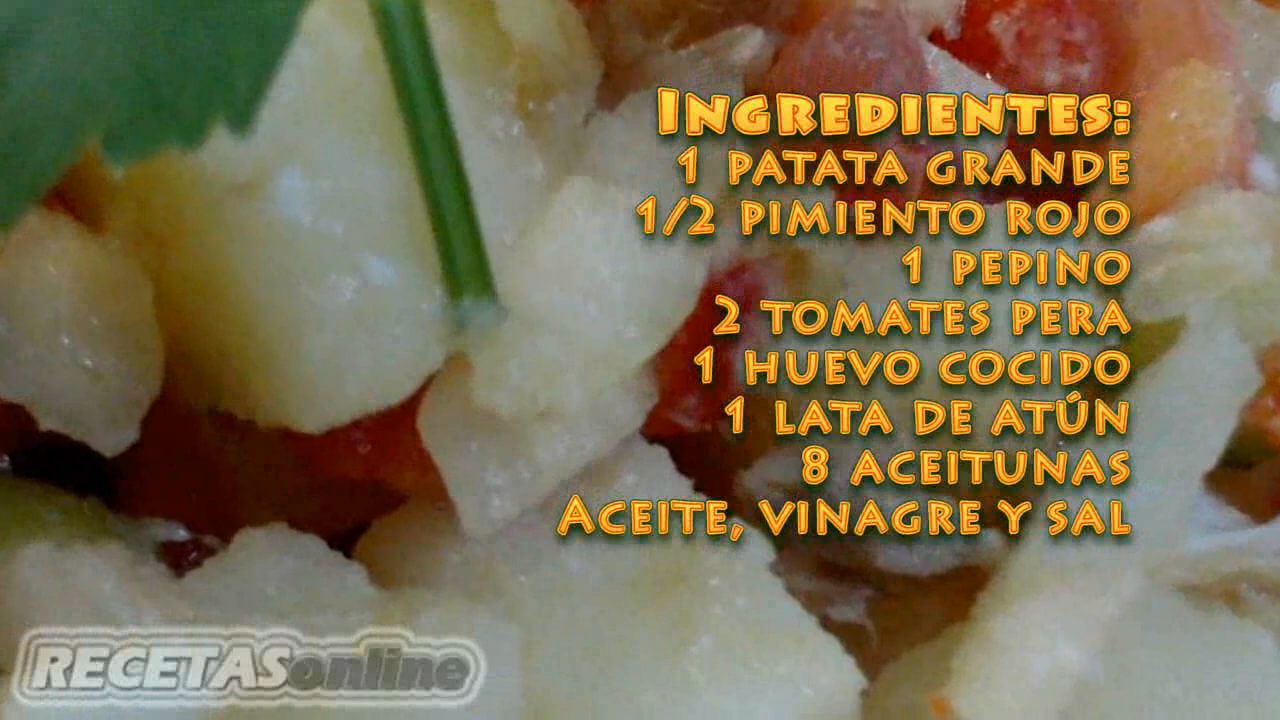 Ingredientes:
1 patata grande
1/2 pimiento rojo
1 pepino
2 tomates pera
1 huevo cocido
1 lata de atún
8 aceitunas
Aceite, vinagre y sal
RECETASonline